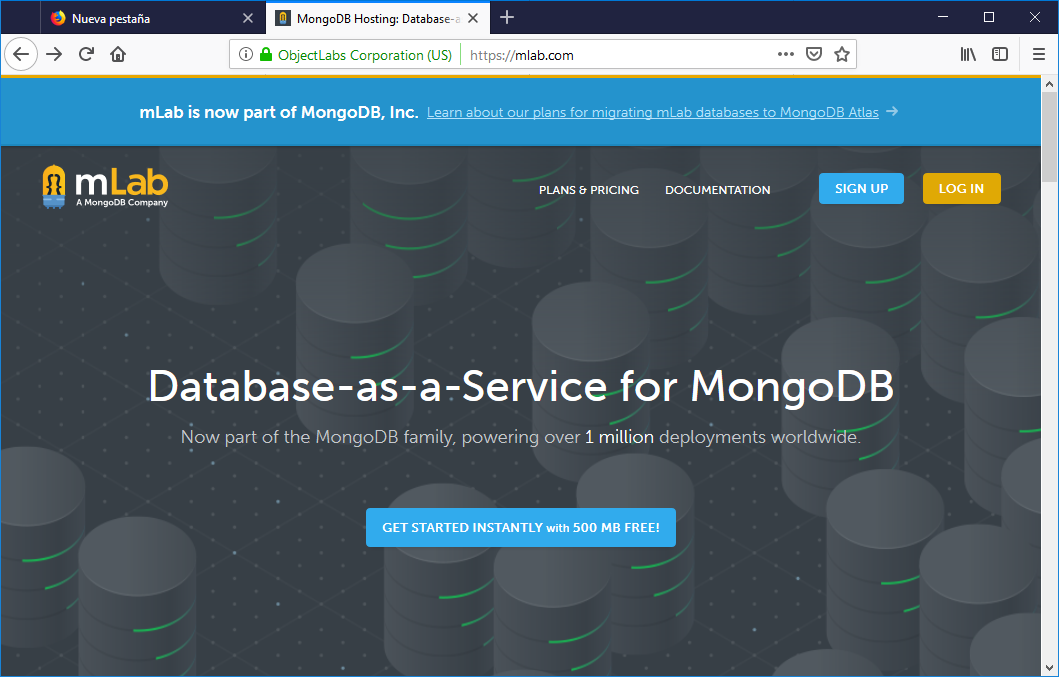 Nueva pestaña
MongoDB Hosting: Database-a
ObjectLabs Corporation (US)
https://mlab.com
mLab is now part of MongoDB, Inc. Learn about our plans for migrating mLab databases to MongoDB Atlas →
mLab
A MongoDB Company
PLANS & PRICING
DOCUMENTATION
SIGN UP
LOG IN
Database-as-a-Service for MongoDB
Now part of the MongoDB family, powering over 1 million deployments worldwide.
GET STARTED INSTANTLY with 500 MB FREE!